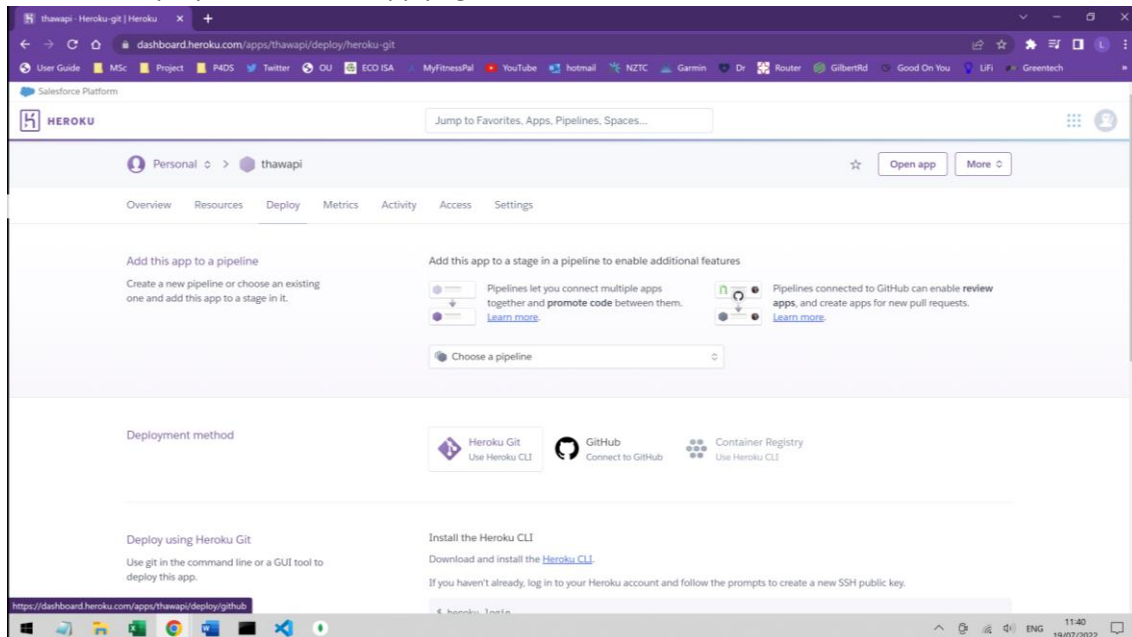 thawapi · Heroku-git | Heroku
dashboard.heroku.com/apps/thawapi/deploy/heroku-git
User Guide MSc Project P4DS Twitter OU ECO ISA MyFitnessPal YouTube hotmail NZTC Garmin Dr Router GilbertRd Good On You LiFi Greentech
Salesforce Platform
HEROKU
Jump to Favorites, Apps, Pipelines, Spaces...
Personal > thawapi
Open app More
Overview Resources Deploy Metrics Activity Access Settings
Add this app to a pipeline
Create a new pipeline or choose an existing
one and add this app to a stage in it.
Add this app to a stage in a pipeline to enable additional features
Pipelines let you connect multiple apps
together and promote code between them.
Learn more.
Pipelines connected to GitHub can enable review
apps, and create apps for new pull requests.
Learn more.
Choose a pipeline
Deployment method
Heroku Git
Use Heroku CLI
GitHub
Connect to GitHub
Container Registry
Use Heroku CLI
Deploy using Heroku Git
Use git in the command line or a GUI tool to
deploy this app.
Install the Heroku CLI
Download and install the Heroku CLI.
If you haven't already, log in to your Heroku account and follow the prompts to create a new SSH public key.
$ heroku login
https://dashboard.heroku.com/apps/thawapi/deploy/github
ENG
11:40
19/07/2022